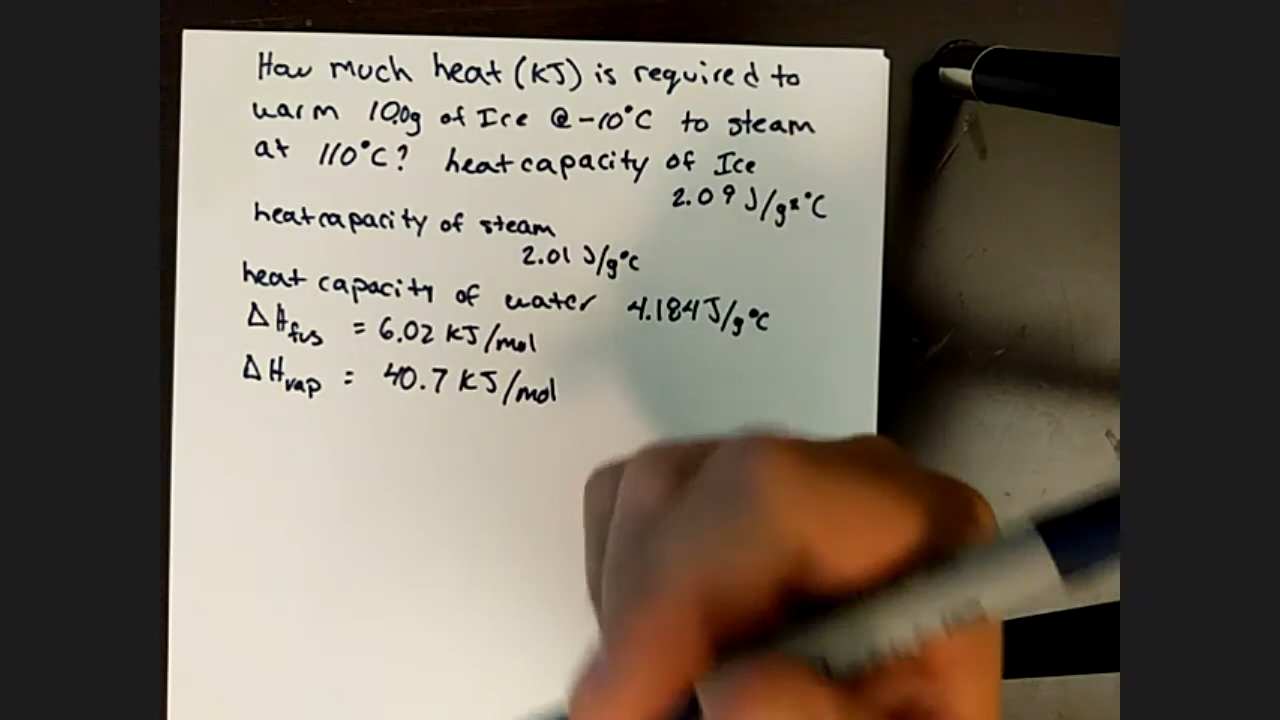 How much heat (KJ) is required to
warm 10.0g of Ice @ -10°C to steam
at 110°C? heat capacity of Ice
2.09 J/g*°C
heat capacity of steam
2.01 J/g°C
heat capacity of water 4.184 J/g°C
ΔHfus = 6.02 KJ/mol
ΔHvap = 40.7 KJ/mol